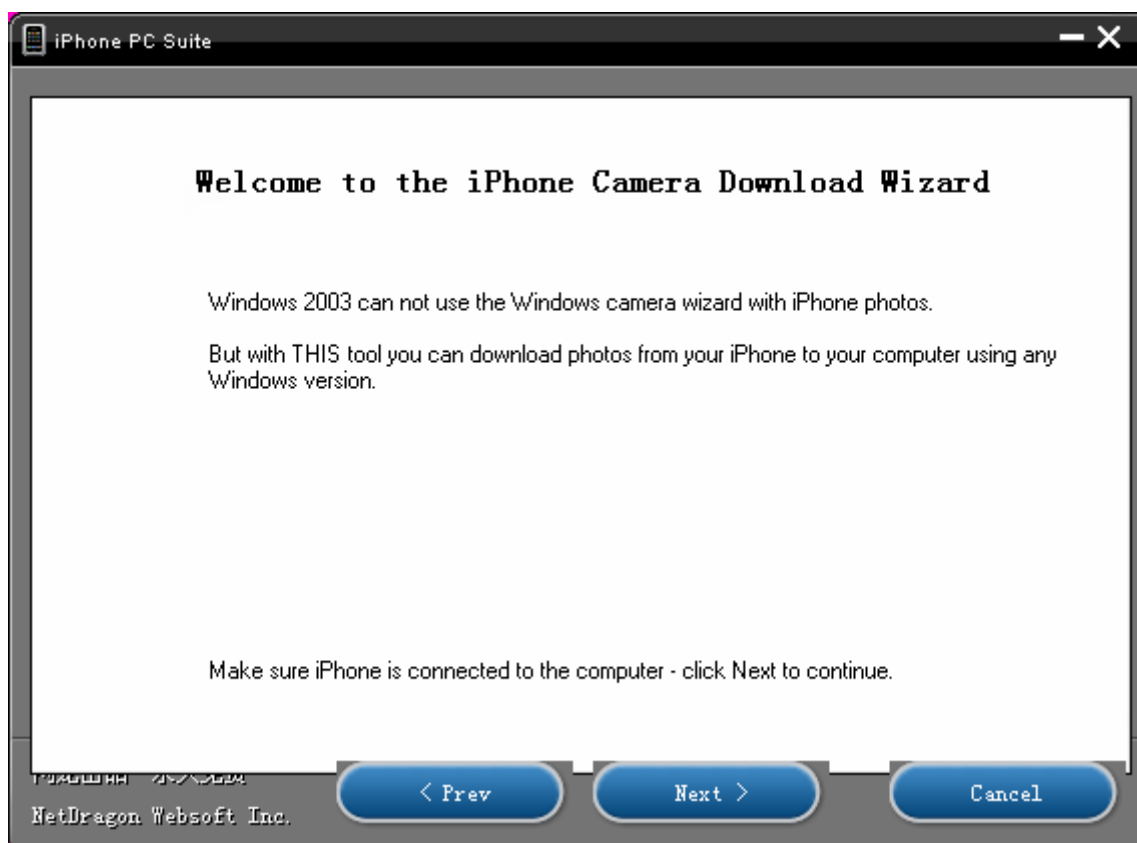 iPhone PC Suite
Welcome to the iPhone Camera Download Wizard
Windows 2003 can not use the Windows camera wizard with iPhone photos.
But with THIS tool you can download photos from your iPhone to your computer using any
Windows version.
Make sure iPhone is connected to the computer - click Next to continue.
< Prev
Next >
Cancel
NetDragon Websoft Inc.